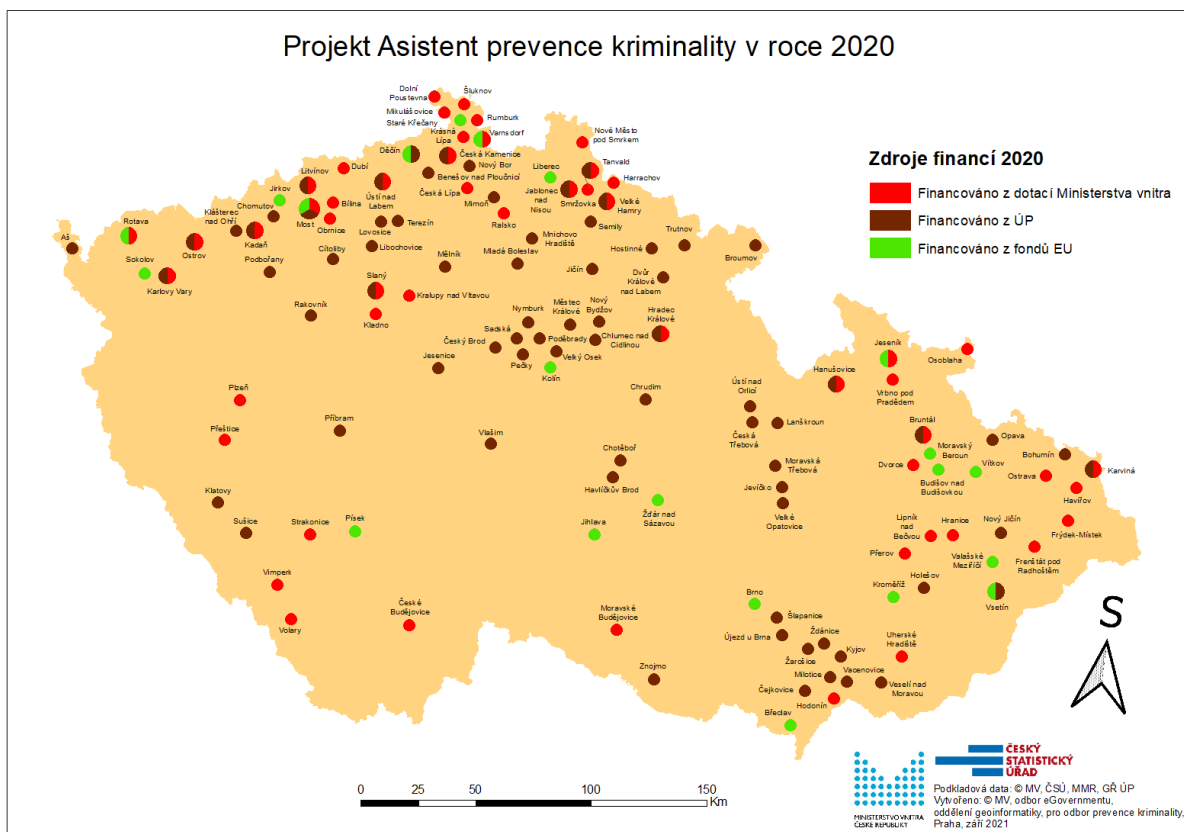 Projekt Asistent prevence kriminality v roce 2020
Zdroje financí 2020
Financováno z dotací Ministerstva vnitra
Financováno z ÚP
Financováno z fondů EU
Dolní
Poustevna
Šluknov
Mikulášovice
Staré Křečany
Rumburk
Krásná
Lípa
Varnsdorf
Nové Město
pod Smrkem
Děčín
Česká Kamenice
Nový Bor
Benešov nad Ploučnicí
Liberec
Tanvald
Litvínov
Dubí
Harrachov
Jirkov
Ústí nad
Labem
Česká Lípa
Jablonec
nad
Nisou
Smržovka
Velké
Hamry
Chomutov
Bílina
Mimoň
Klášterec
nad Ohří
Most
Obrnice
Terezín
Ralsko
Semily
Rotava
Lovosice
Mnichovo
Hradiště
Trutnov
Aš
Kadaň
Ostrov
Cítoliby
Libochovice
Hostinné
Sokolov
Podbořany
Mělník
Mladá Boleslav
Jičín
Broumov
Karlovy Vary
Slaný
Dvůr
Králové
nad Labem
Kralupy nad Vltavou
Rakovník
Kladno
Nymburk
Městec
Králové
Nový
Bydžov
Hradec
Králové
Sadská
Český Brod
Poděbrady
Chlumec nad
Cidlinou
Jesenice
Pečky
Velký Osek
Kolín
Jeseník
Osoblaha
Hanušovice
Vrbno pod
Pradědem
Plzeň
Chrudim
Ústí nad
Orlicí
Příbram
Lanškroun
Česká
Třebová
Bruntál
Přeštice
Vlašim
Moravský
Beroun
Opava
Bohumín
Chotěboř
Moravská
Třebová
Dvorce
Vítkov
Karviná
Havlíčkův Brod
Budišov nad
Budišovkou
Ostrava
Jevíčko
Havířov
Klatovy
Velké
Opatovice
Žďár nad
Sázavou
Sušice
Strakonice
Písek
Jihlava
Lipník
nad
Bečvou
Hranice
Nový Jičín
Frýdek-Místek
Přerov
Valašské
Meziříčí
Frenštát pod
Radhoštěm
Vimperk
Holešov
Kroměříž
Brno
Vsetín
České
Budějovice
Volary
Moravské
Budějovice
Šlapanice
Újezd u Brna
Ždánice
Uherské
Hradiště
Kyjov
Žarošice
Znojmo
Milotice
Vacenovice
Veselí nad
Moravou
Čejkovice
Hodonín
Břeclav
S
0 25 50 100 150
Km
MINISTERSTVO VNITRA
ČESKÉ REPUBLIKY
ČESKÝ
STATISTICKÝ
ÚŘAD
Podkladová data: © MV, ČSÚ, MMR, GŘ ÚP
Vytvořeno: © MV, odbor eGovernmentu,
oddělení geoinformatiky, pro odbor prevence kriminality,
Praha, září 2021